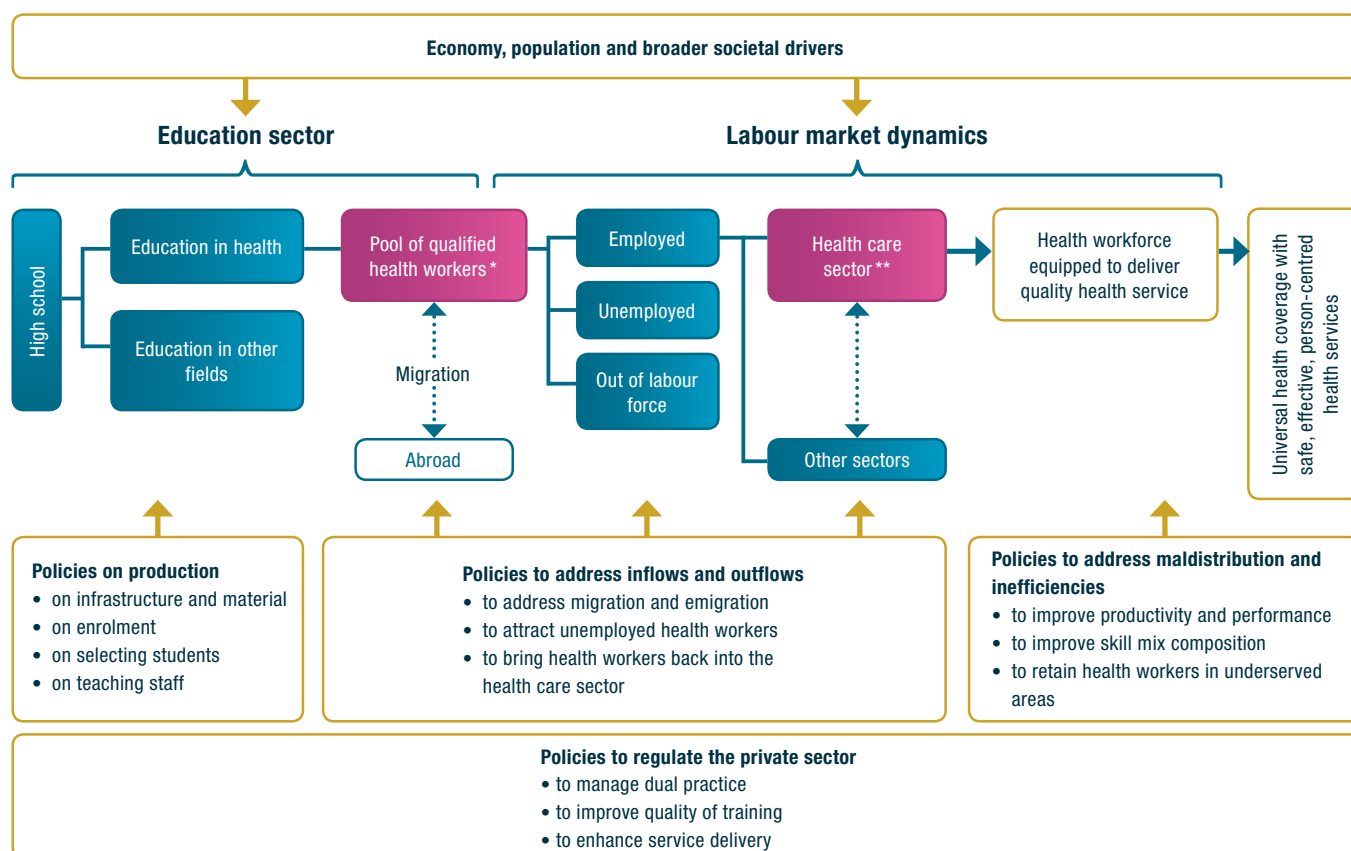 Economy, population and broader societal drivers
Education sector
Labour market dynamics
High school
Education in health
Education in other
fields
Pool of qualified
health workers*
Migration
Abroad
Employed
Unemployed
Out of labour
force
Health care
sector**
Other sectors
Health workforce
equipped to deliver
quality health service
Universal health coverage with
safe, effective, person-centred
health services
Policies on production
• on infrastructure and material
• on enrolment
• on selecting students
• on teaching staff
Policies to address inflows and outflows
• to address migration and emigration
• to attract unemployed health workers
• to bring health workers back into the
health care sector
Policies to address maldistribution and
inefficiencies
• to improve productivity and performance
• to improve skill mix composition
• to retain health workers in underserved
areas
Policies to regulate the private sector
• to manage dual practice
• to improve quality of training
• to enhance service delivery